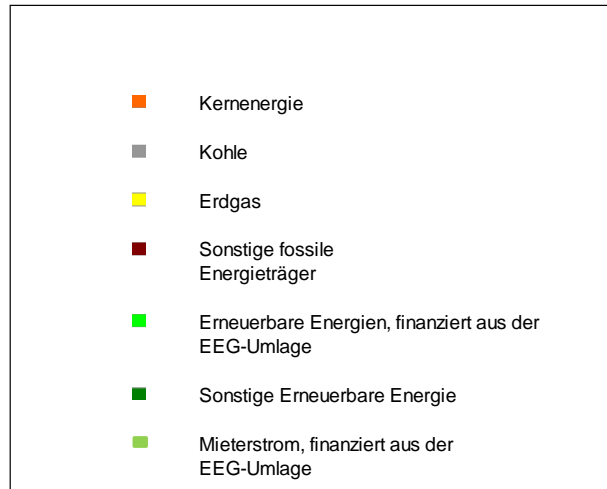 Kernenergie
Kohle
Erdgas
Sonstige fossile
Energieträger
Erneuerbare Energien, finanziert aus der
EEG-Umlage
Sonstige Erneuerbare Energie
Mieterstrom, finanziert aus der
EEG-Umlage